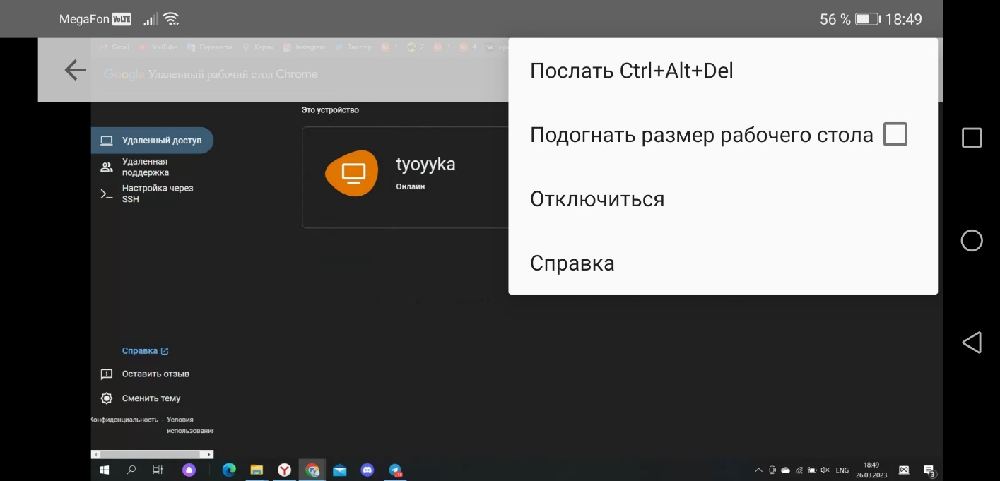 MegaFon VoLTE 56 % 18:49
Gmail YouTube Перевести Карты Instagram Твиттер 1 2 3 4
Google Удаленный рабочий стол Chrome
Послать Ctrl+Alt+Del
Подогнать размер рабочего стола
Отключиться
Справка
Это устройство
tyoyyka
Онлайн
Удаленный доступ
Удаленная
поддержка
Настройка через
SSH
Справка
Оставить отзыв
Сменить тему
Конфиденциальность · Условия
использования
ENG
18:49
26.03.2023
3